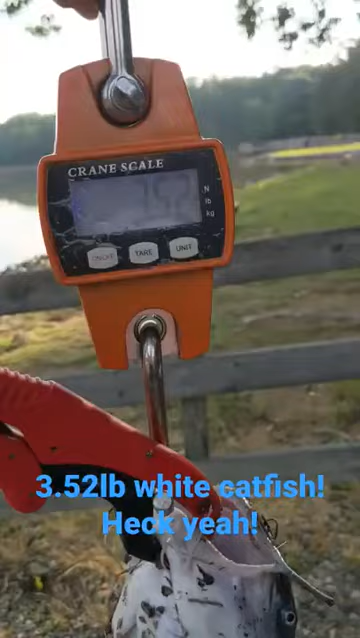 CRANE SCALE
N
lb
kg
TARE
UNIT
3.52lb white catfish!
Heck yeah!